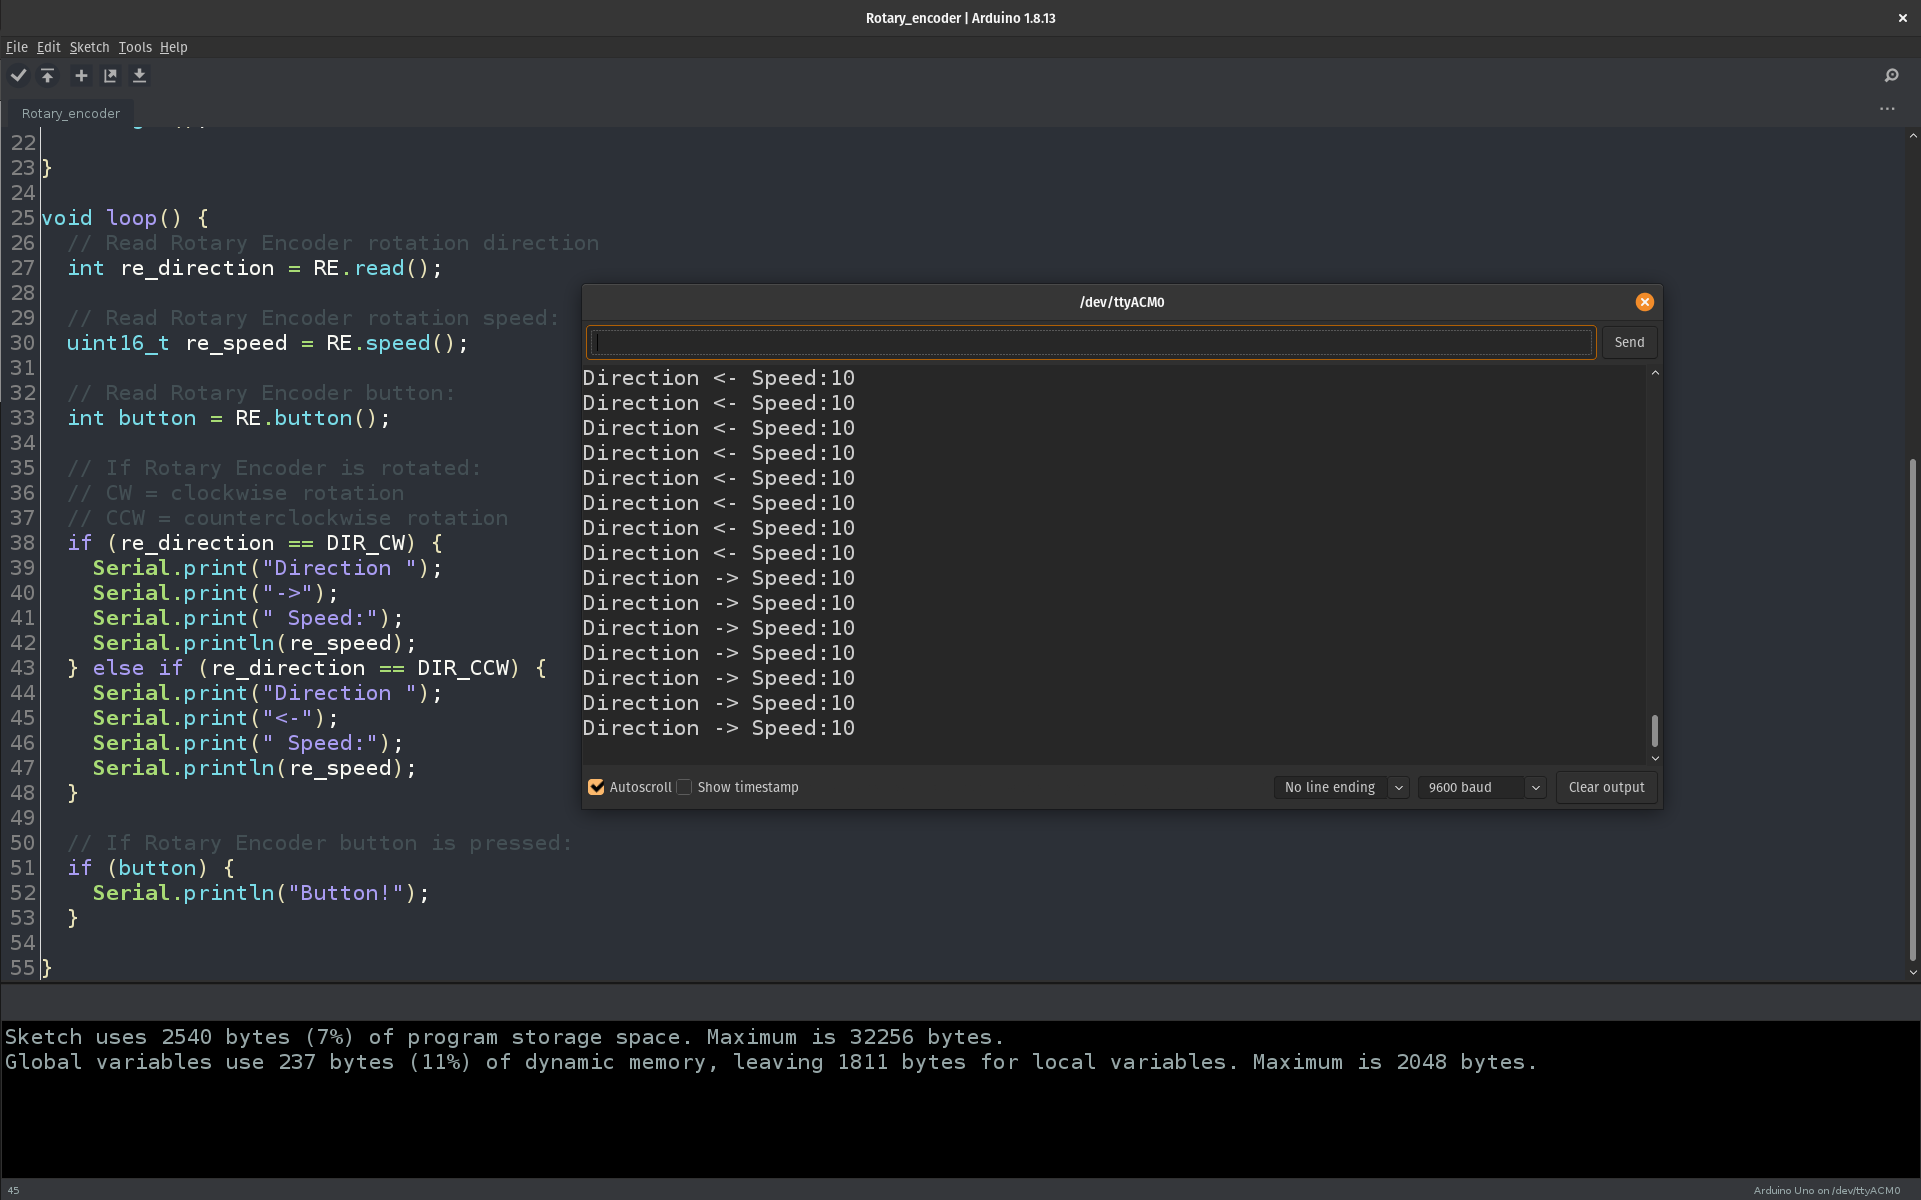 Rotary_encoder | Arduino 1.8.13
File Edit Sketch Tools Help
Rotary_encoder
22
23 }
24
25 void loop() {
26 // Read Rotary Encoder rotation direction
27 int re_direction = RE.read();
28
29 // Read Rotary Encoder rotation speed:
30 uint16_t re_speed = RE.speed();
31
32 // Read Rotary Encoder button:
33 int button = RE.button();
34
35 // If Rotary Encoder is rotated:
36 // CW = clockwise rotation
37 // CCW = counterclockwise rotation
38 if (re_direction == DIR_CW) {
39 Serial.print("Direction ");
40 Serial.print("->");
41 Serial.print(" Speed:");
42 Serial.println(re_speed);
43 } else if (re_direction == DIR_CCW) {
44 Serial.print("Direction ");
45 Serial.print("<-");
46 Serial.print(" Speed:");
47 Serial.println(re_speed);
48 }
49
50 // If Rotary Encoder button is pressed:
51 if (button) {
52 Serial.println("Button!");
53 }
54
55 }
/dev/ttyACM0
Send
Direction <- Speed:10
Direction <- Speed:10
Direction <- Speed:10
Direction <- Speed:10
Direction <- Speed:10
Direction <- Speed:10
Direction <- Speed:10
Direction <- Speed:10
Direction -> Speed:10
Direction -> Speed:10
Direction -> Speed:10
Direction -> Speed:10
Direction -> Speed:10
Direction -> Speed:10
Direction -> Speed:10
Autoscroll Show timestamp No line ending 9600 baud Clear output
Sketch uses 2540 bytes (7%) of program storage space. Maximum is 32256 bytes.
Global variables use 237 bytes (11%) of dynamic memory, leaving 1811 bytes for local variables. Maximum is 2048 bytes.
45 Arduino Uno on /dev/ttyACM0